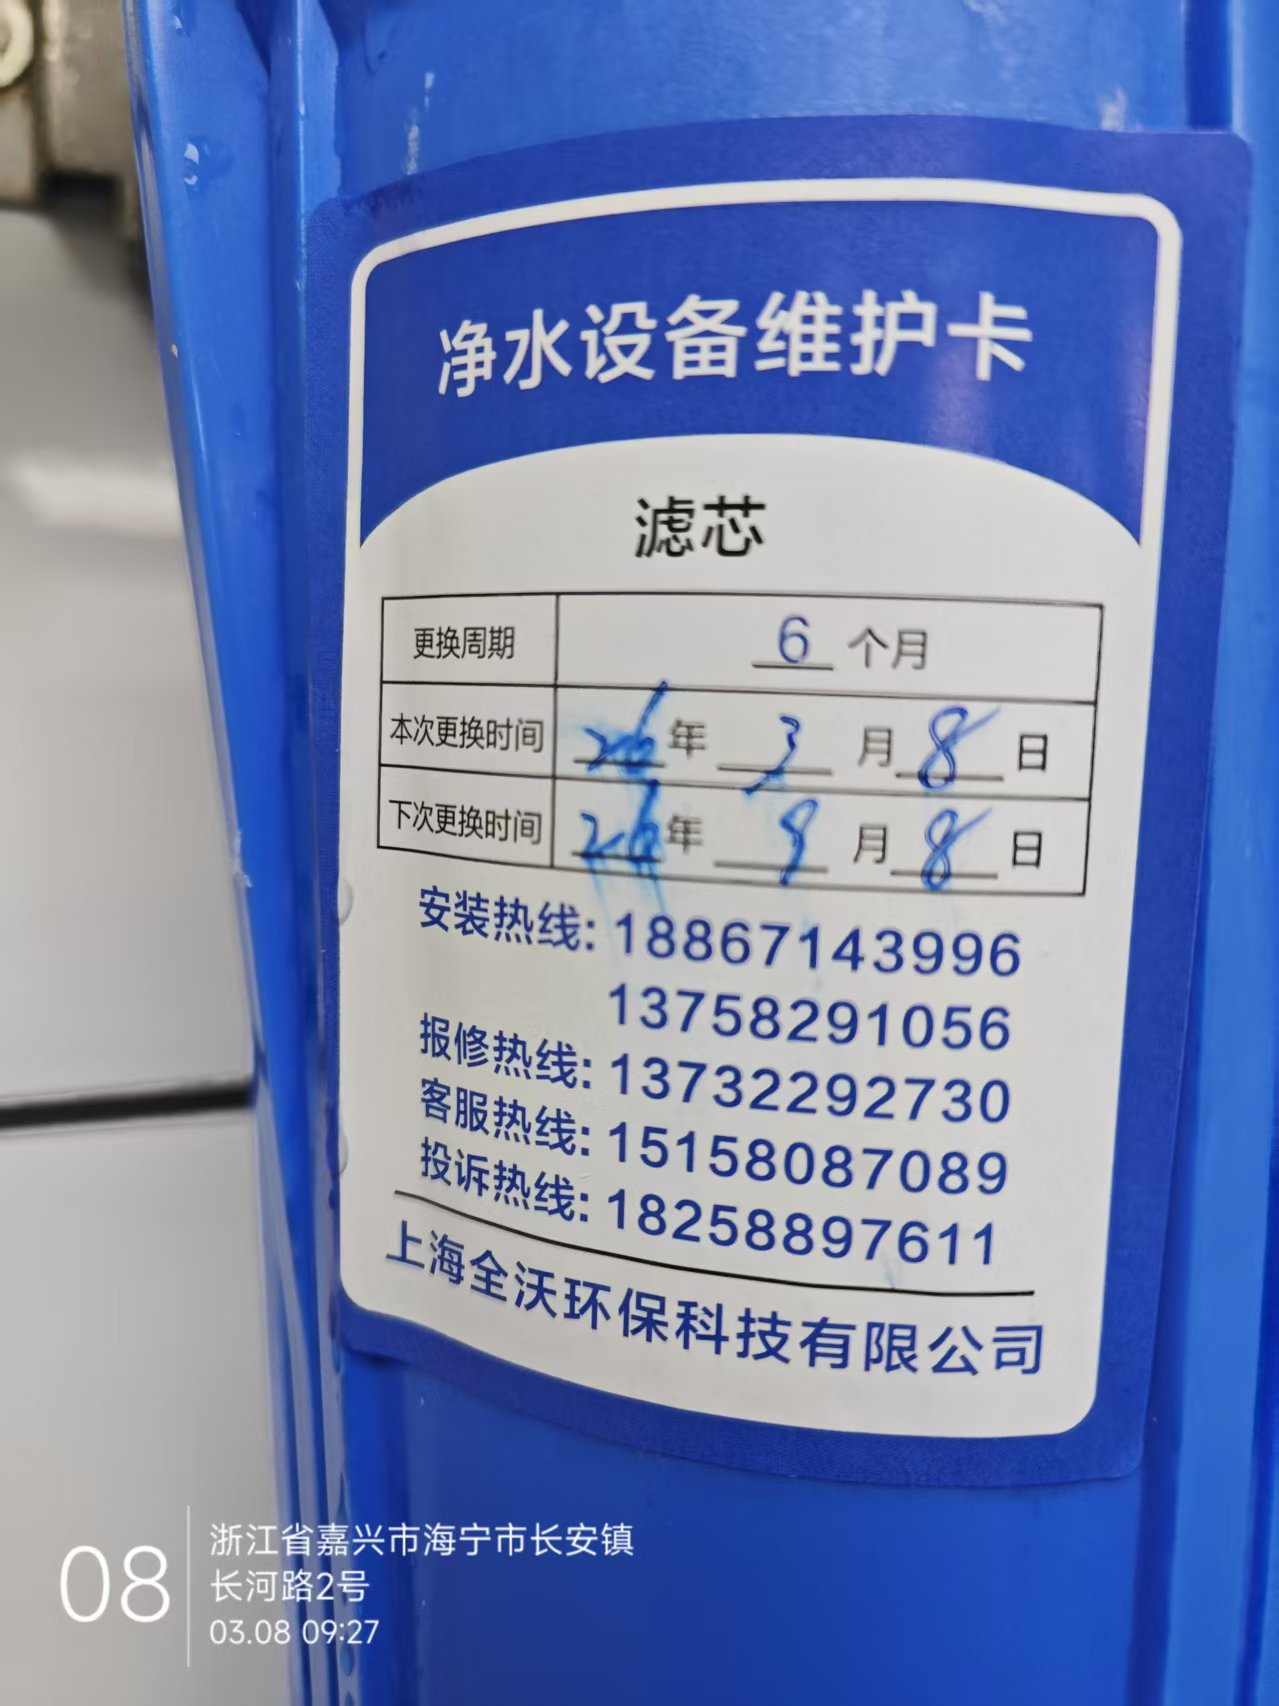 净水设备维护卡
滤芯
更换周期 6 个月
本次更换时间 26 年 3 月 8 日
下次更换时间 26 年 9 月 8 日
安装热线: 18867143996
13758291056
报修热线: 13732292730
客服热线: 15158087089
投诉热线: 18258897611
上海全沃环保科技有限公司
08
浙江省嘉兴市海宁市长安镇
长河路2号
03.08 09:27